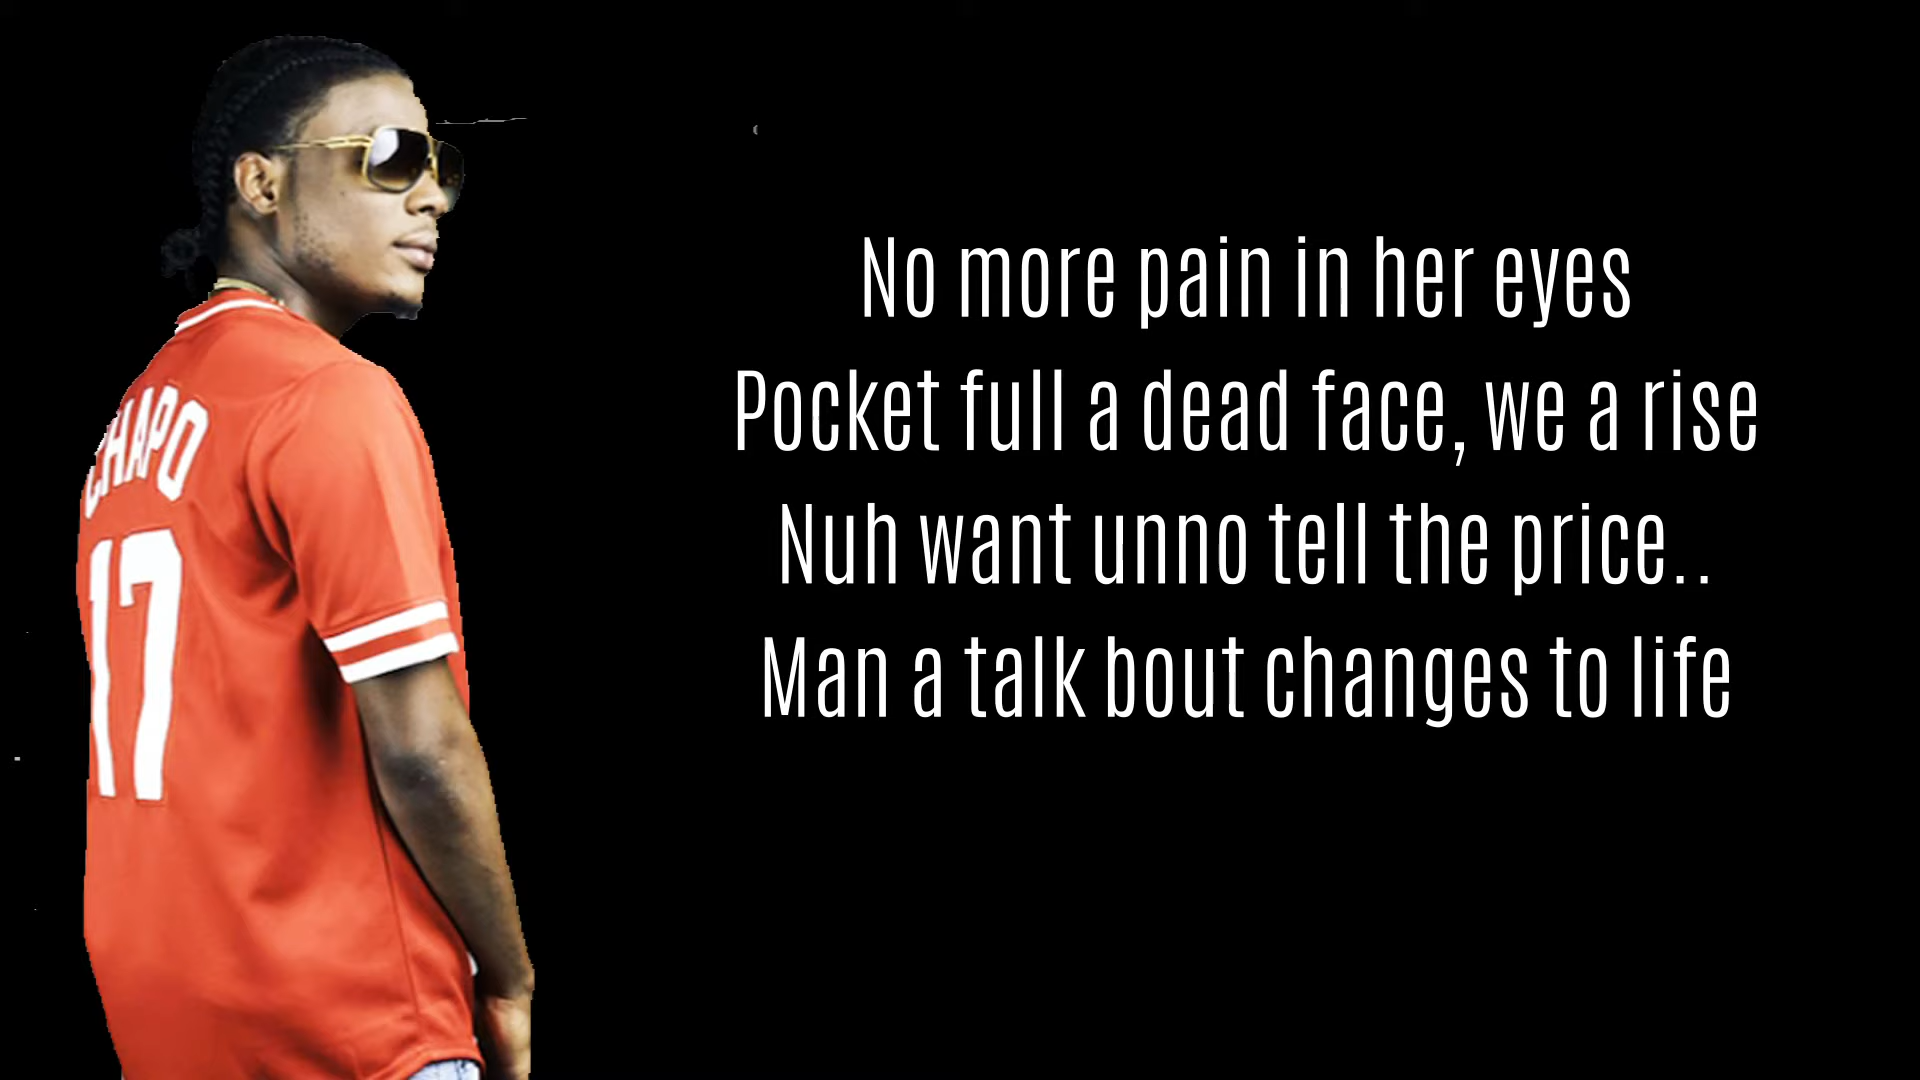 CHAPO
17
No more pain in her eyes
Pocket full a dead face, we a rise
Nuh want unno tell the price..
Man a talk bout changes to life